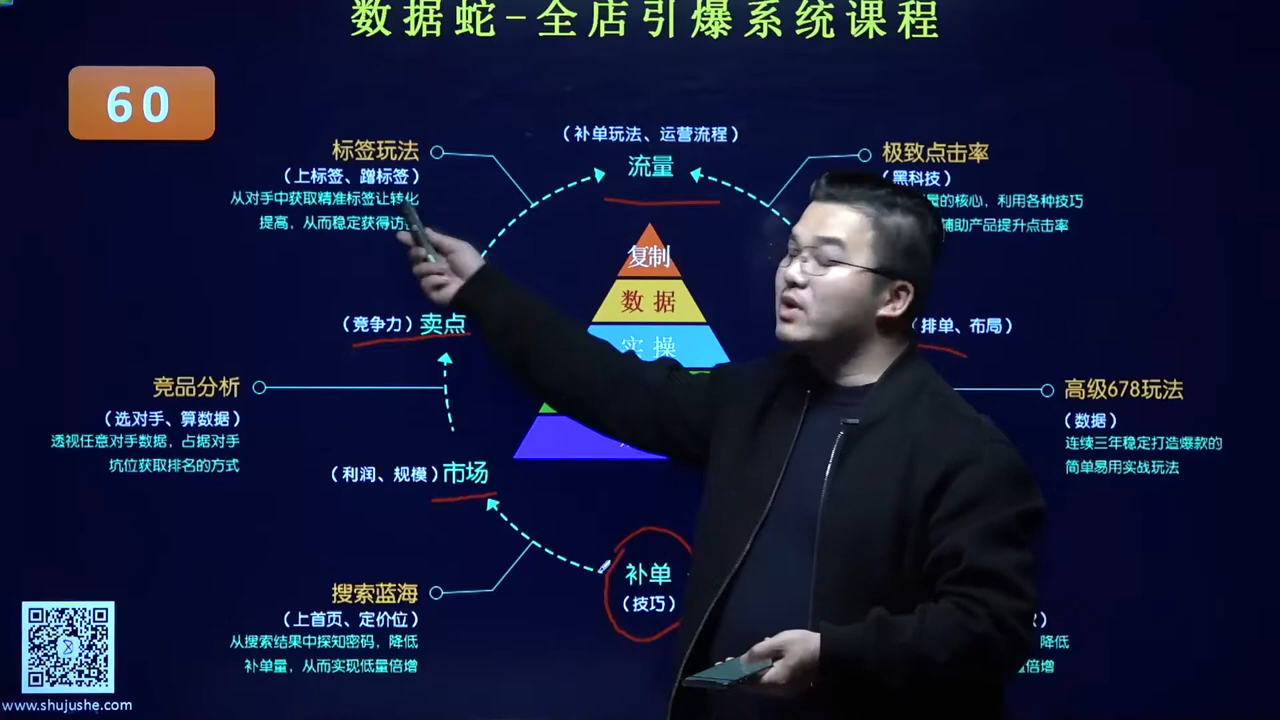 数据蛇-全店引爆系统课程
60
(补单玩法、运营流程)
流量
标签玩法
(上标签、蹭标签)
从对手中获取精准标签让转化
提高，从而稳定获得访
极致点击率
(黑科技)
量的核心，利用各种技巧
辅助产品提升点击率
复制
数据
实操
(竞争力) 卖点
(排单、布局)
竞品分析
(选对手、算数据)
透视任意对手数据，占据对手
坑位获取排名的方式
高级678玩法
(数据)
连续三年稳定打造爆款的
简单易用实战玩法
(利润、规模) 市场
补单
(技巧)
搜索蓝海
(上首页、定价位)
从搜索结果中探知密码，降低
补单量，从而实现低量倍增
降低
倍增
www.shujushe.com